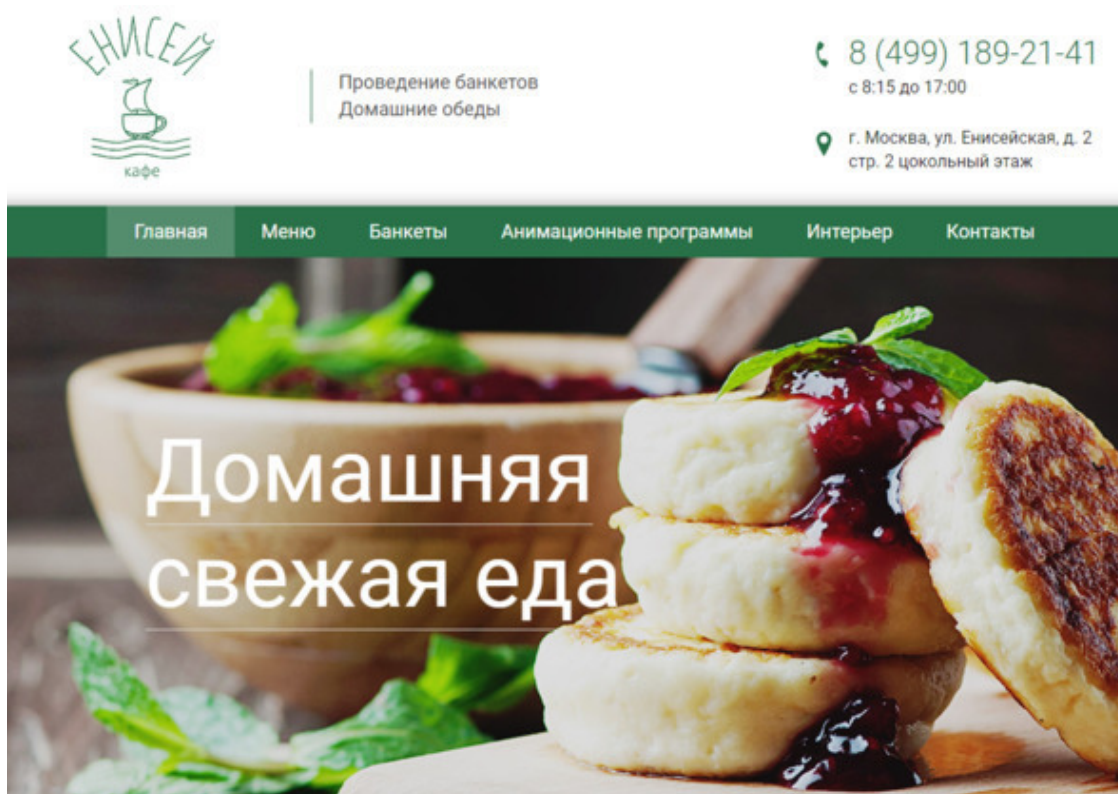 ЕНИСЕЙ
кафе
Проведение банкетов
Домашние обеды
8 (499) 189-21-41
с 8:15 до 17:00
г. Москва, ул. Енисейская, д. 2
стр. 2 цокольный этаж
Главная Меню Банкеты Анимационные программы Интерьер Контакты
Домашняя
свежая еда